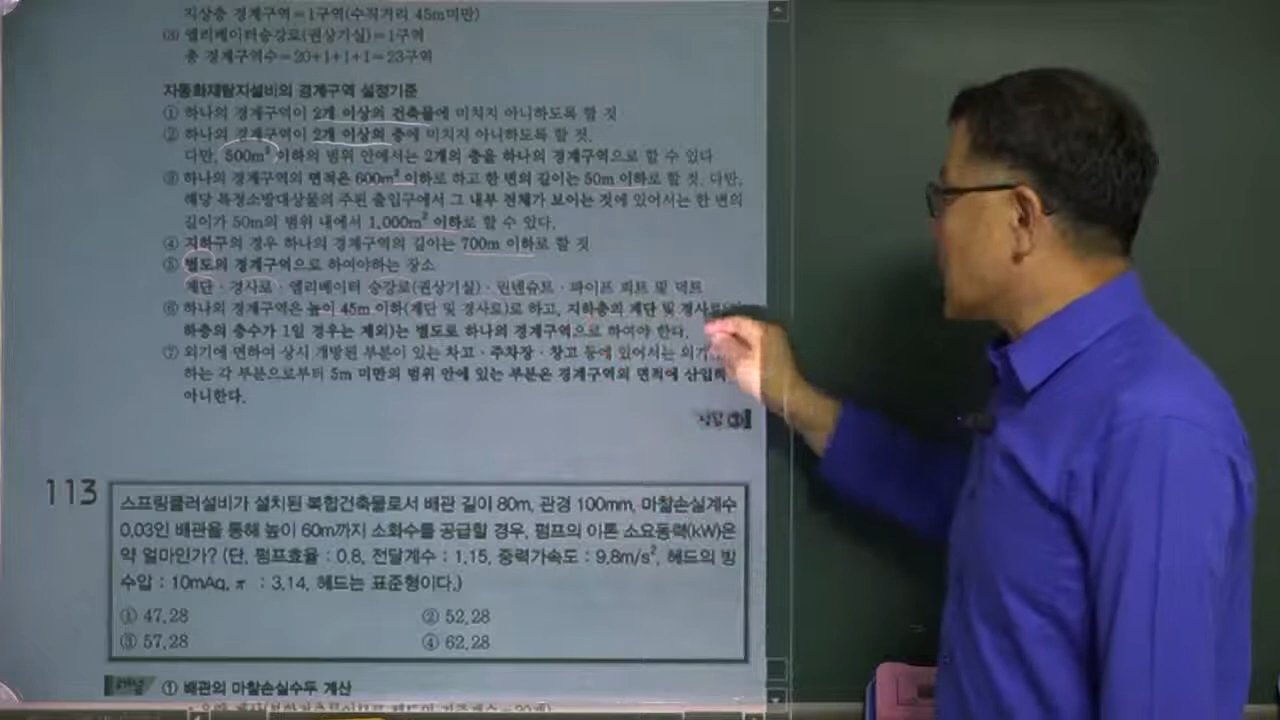 지상층 경계구역=1구역(수직거리 45m미만)
(3) 엘리베이터승강로(권상기실)=1구역
총 경계구역수=20+1+1+1=23구역
자동화재탐지설비의 경계구역 설정기준
① 하나의 경계구역이 2개 이상의 건축물에 미치지 아니하도록 할 것
② 하나의 경계구역이 2개 이상의 층에 미치지 아니하도록 할 것.
다만, 500m² 이하의 범위 안에서는 2개의 층을 하나의 경계구역으로 할 수 있다
③ 하나의 경계구역의 면적은 600m² 이하로 하고 한 변의 길이는 50m 이하로 할 것. 다만,
해당 특정소방대상물의 주된 출입구에서 그 내부 전체가 보이는 것에 있어서는 한 변의
길이가 50m의 범위 내에서 1,000m² 이하로 할 수 있다.
④ 지하구의 경우 하나의 경계구역의 길이는 700m 이하로 할 것
⑤ 별도의 경계구역으로 하여야하는 장소
계단 · 경사로 · 엘리베이터 승강로(권상기실) · 린넨슈트 · 파이프 피트 및 덕트
⑥ 하나의 경계구역은 높이 45m 이하(계단 및 경사로)로 하고, 지하층의 계단 및 경사로
하층의 층수가 1일 경우는 제외)는 별도로 하나의 경계구역으로 하여야 한다.
⑦ 외기에 면하여 상시 개방된 부분이 있는 차고 · 주차장 · 창고 등에 있어서는 외기
하는 각 부분으로부터 5m 미만의 범위 안에 있는 부분은 경계구역의 면적에 산입하
아니한다.
정답 ③
113
스프링클러설비가 설치된 복합건축물로서 배관 길이 80m, 관경 100mm, 마찰손실계수
0.03인 배관을 통해 높이 60m까지 소화수를 공급할 경우, 펌프의 이론 소요동력(kW)은
약 얼마인가? (단, 펌프효율 : 0.8, 전달계수 : 1.15, 중력가속도 : 9.8m/s², 헤드의 방
수압 : 10mAq, π : 3.14, 헤드는 표준형이다.)
① 47.28 ② 52.28
③ 57.28 ④ 62.28
해설 ① 배관의 마찰손실수두 계산